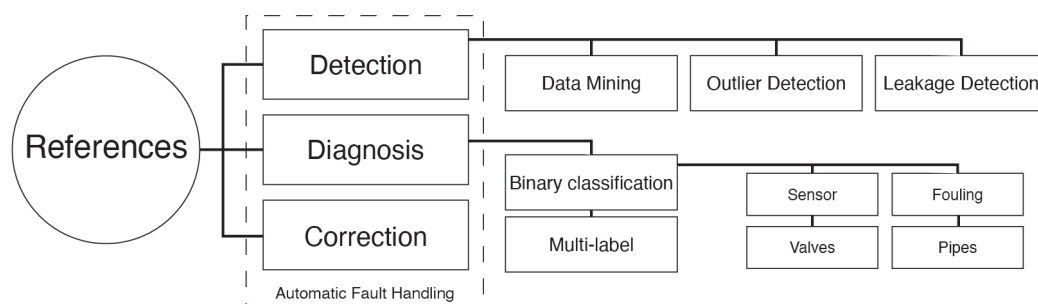 References
Detection
Diagnosis
Correction
Automatic Fault Handling
Data Mining
Outlier Detection
Leakage Detection
Binary classification
Multi-label
Sensor
Fouling
Valves
Pipes